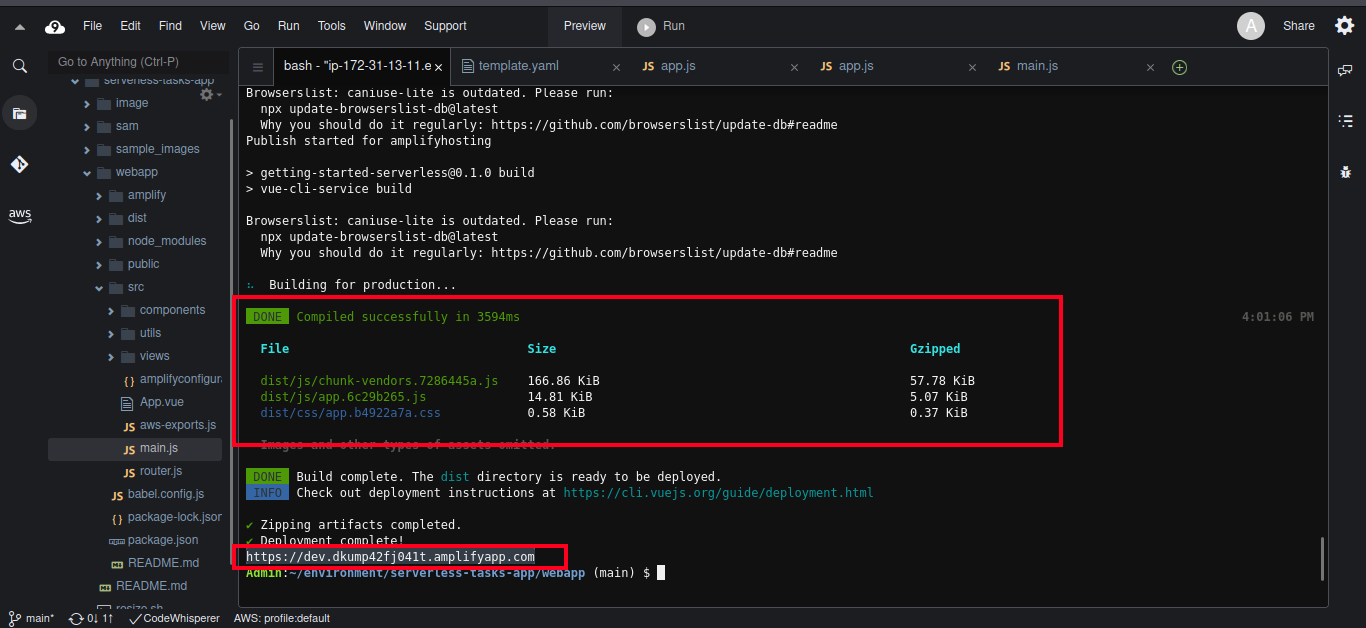 File Edit Find View Go Run Tools Window Support Preview Run A Share
Go to Anything (Ctrl-P)
bash - "ip-172-31-13-11.e × template.yaml × JS app.js × JS app.js × JS main.js ×
serverless-tasks-app
image
sam
sample_images
webapp
amplify
dist
node_modules
public
src
components
utils
views
{} amplifyconfigura
App.vue
JS aws-exports.js
JS main.js
JS router.js
JS babel.config.js
{} package-lock.json
package.json
README.md
README.md
resize.sh
aws
Browserslist: caniuse-lite is outdated. Please run:
npx update-browserslist-db@latest
Why you should do it regularly: https://github.com/browserslist/update-db#readme
Publish started for amplifyhosting
> getting-started-serverless@0.1.0 build
> vue-cli-service build
Browserslist: caniuse-lite is outdated. Please run:
npx update-browserslist-db@latest
Why you should do it regularly: https://github.com/browserslist/update-db#readme
Building for production...
DONE Compiled successfully in 3594ms 4:01:06 PM
File Size Gzipped
dist/js/chunk-vendors.7286445a.js 166.86 KiB 57.78 KiB
dist/js/app.6c29b265.js 14.81 KiB 5.07 KiB
dist/css/app.b4922a7a.css 0.58 KiB 0.37 KiB
Images and other types of assets omitted.
DONE Build complete. The dist directory is ready to be deployed.
INFO Check out deployment instructions at https://cli.vuejs.org/guide/deployment.html
✔ Zipping artifacts completed.
✔ Deployment complete!
https://dev.dkump42fj041t.amplifyapp.com
Admin:~/environment/serverless-tasks-app/webapp (main) $
main* 0↓ 1↑ CodeWhisperer AWS: profile:default